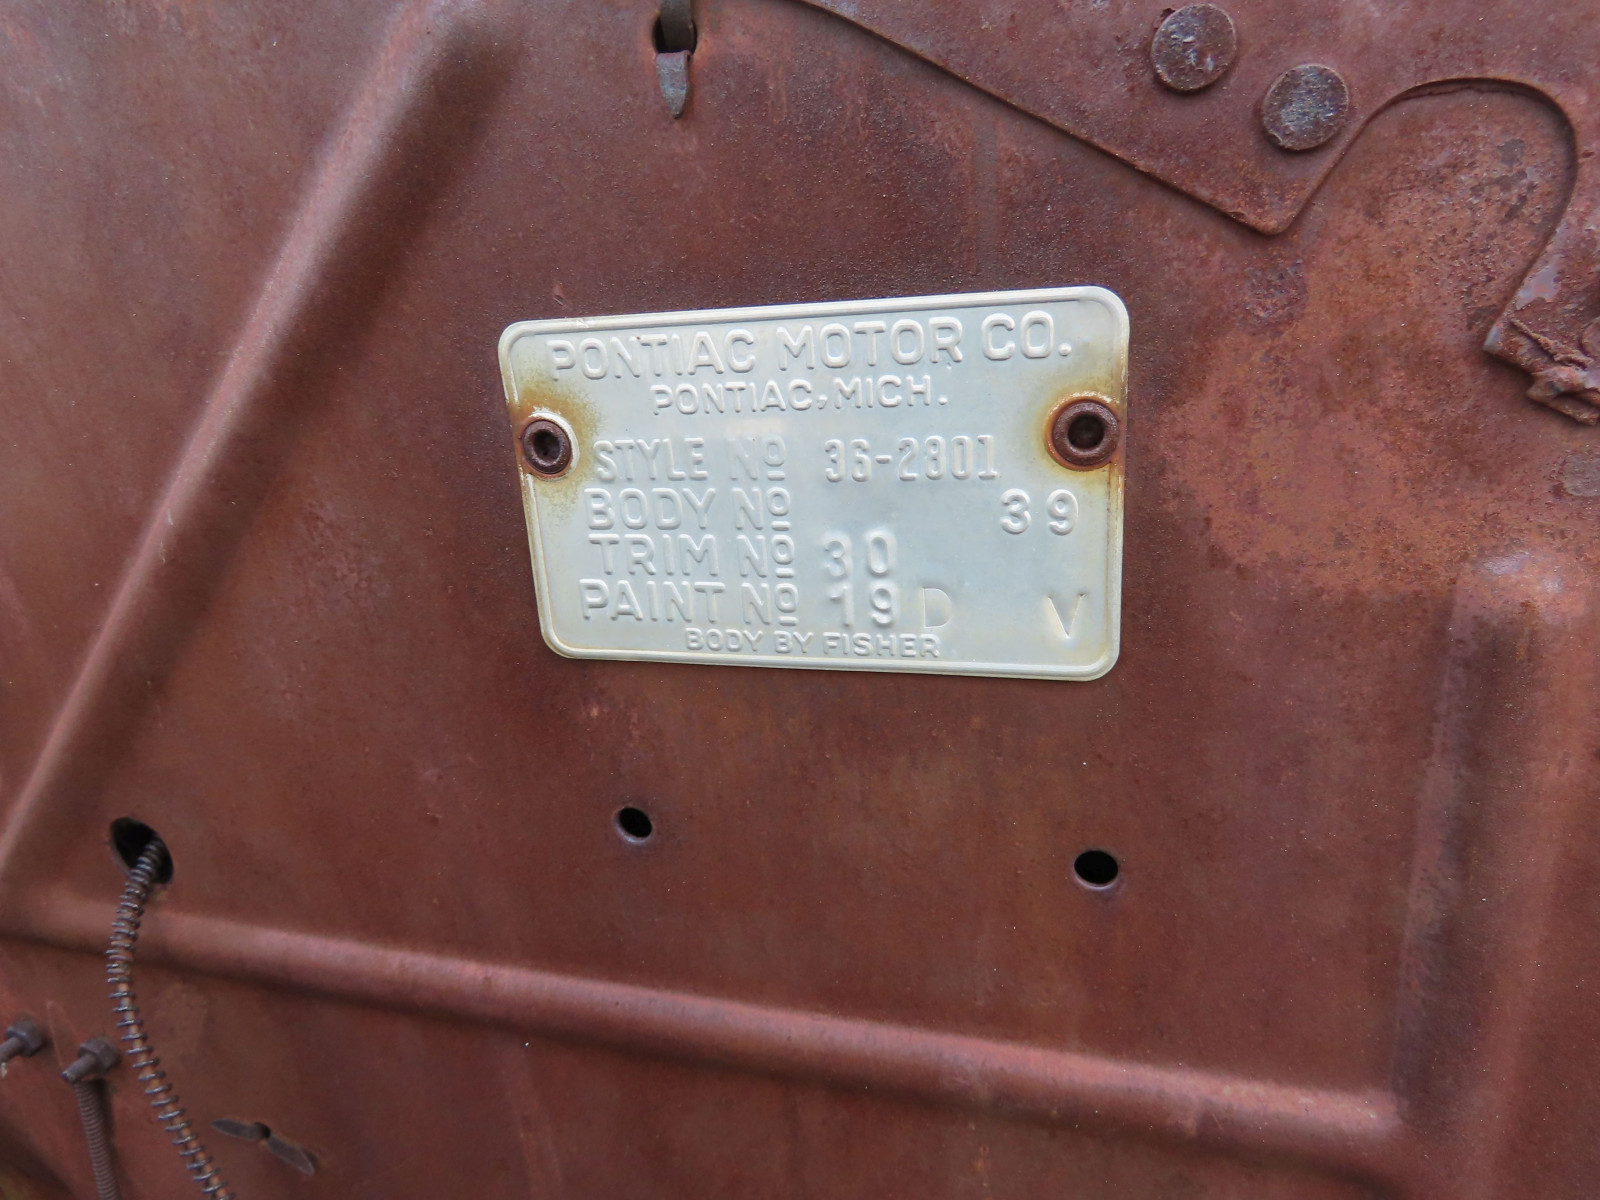 PONTIAC MOTOR CO.
PONTIAC, MICH.
STYLE Nº 36-2801
BODY Nº 39
TRIM Nº 30
PAINT Nº 19 D V
BODY BY FISHER